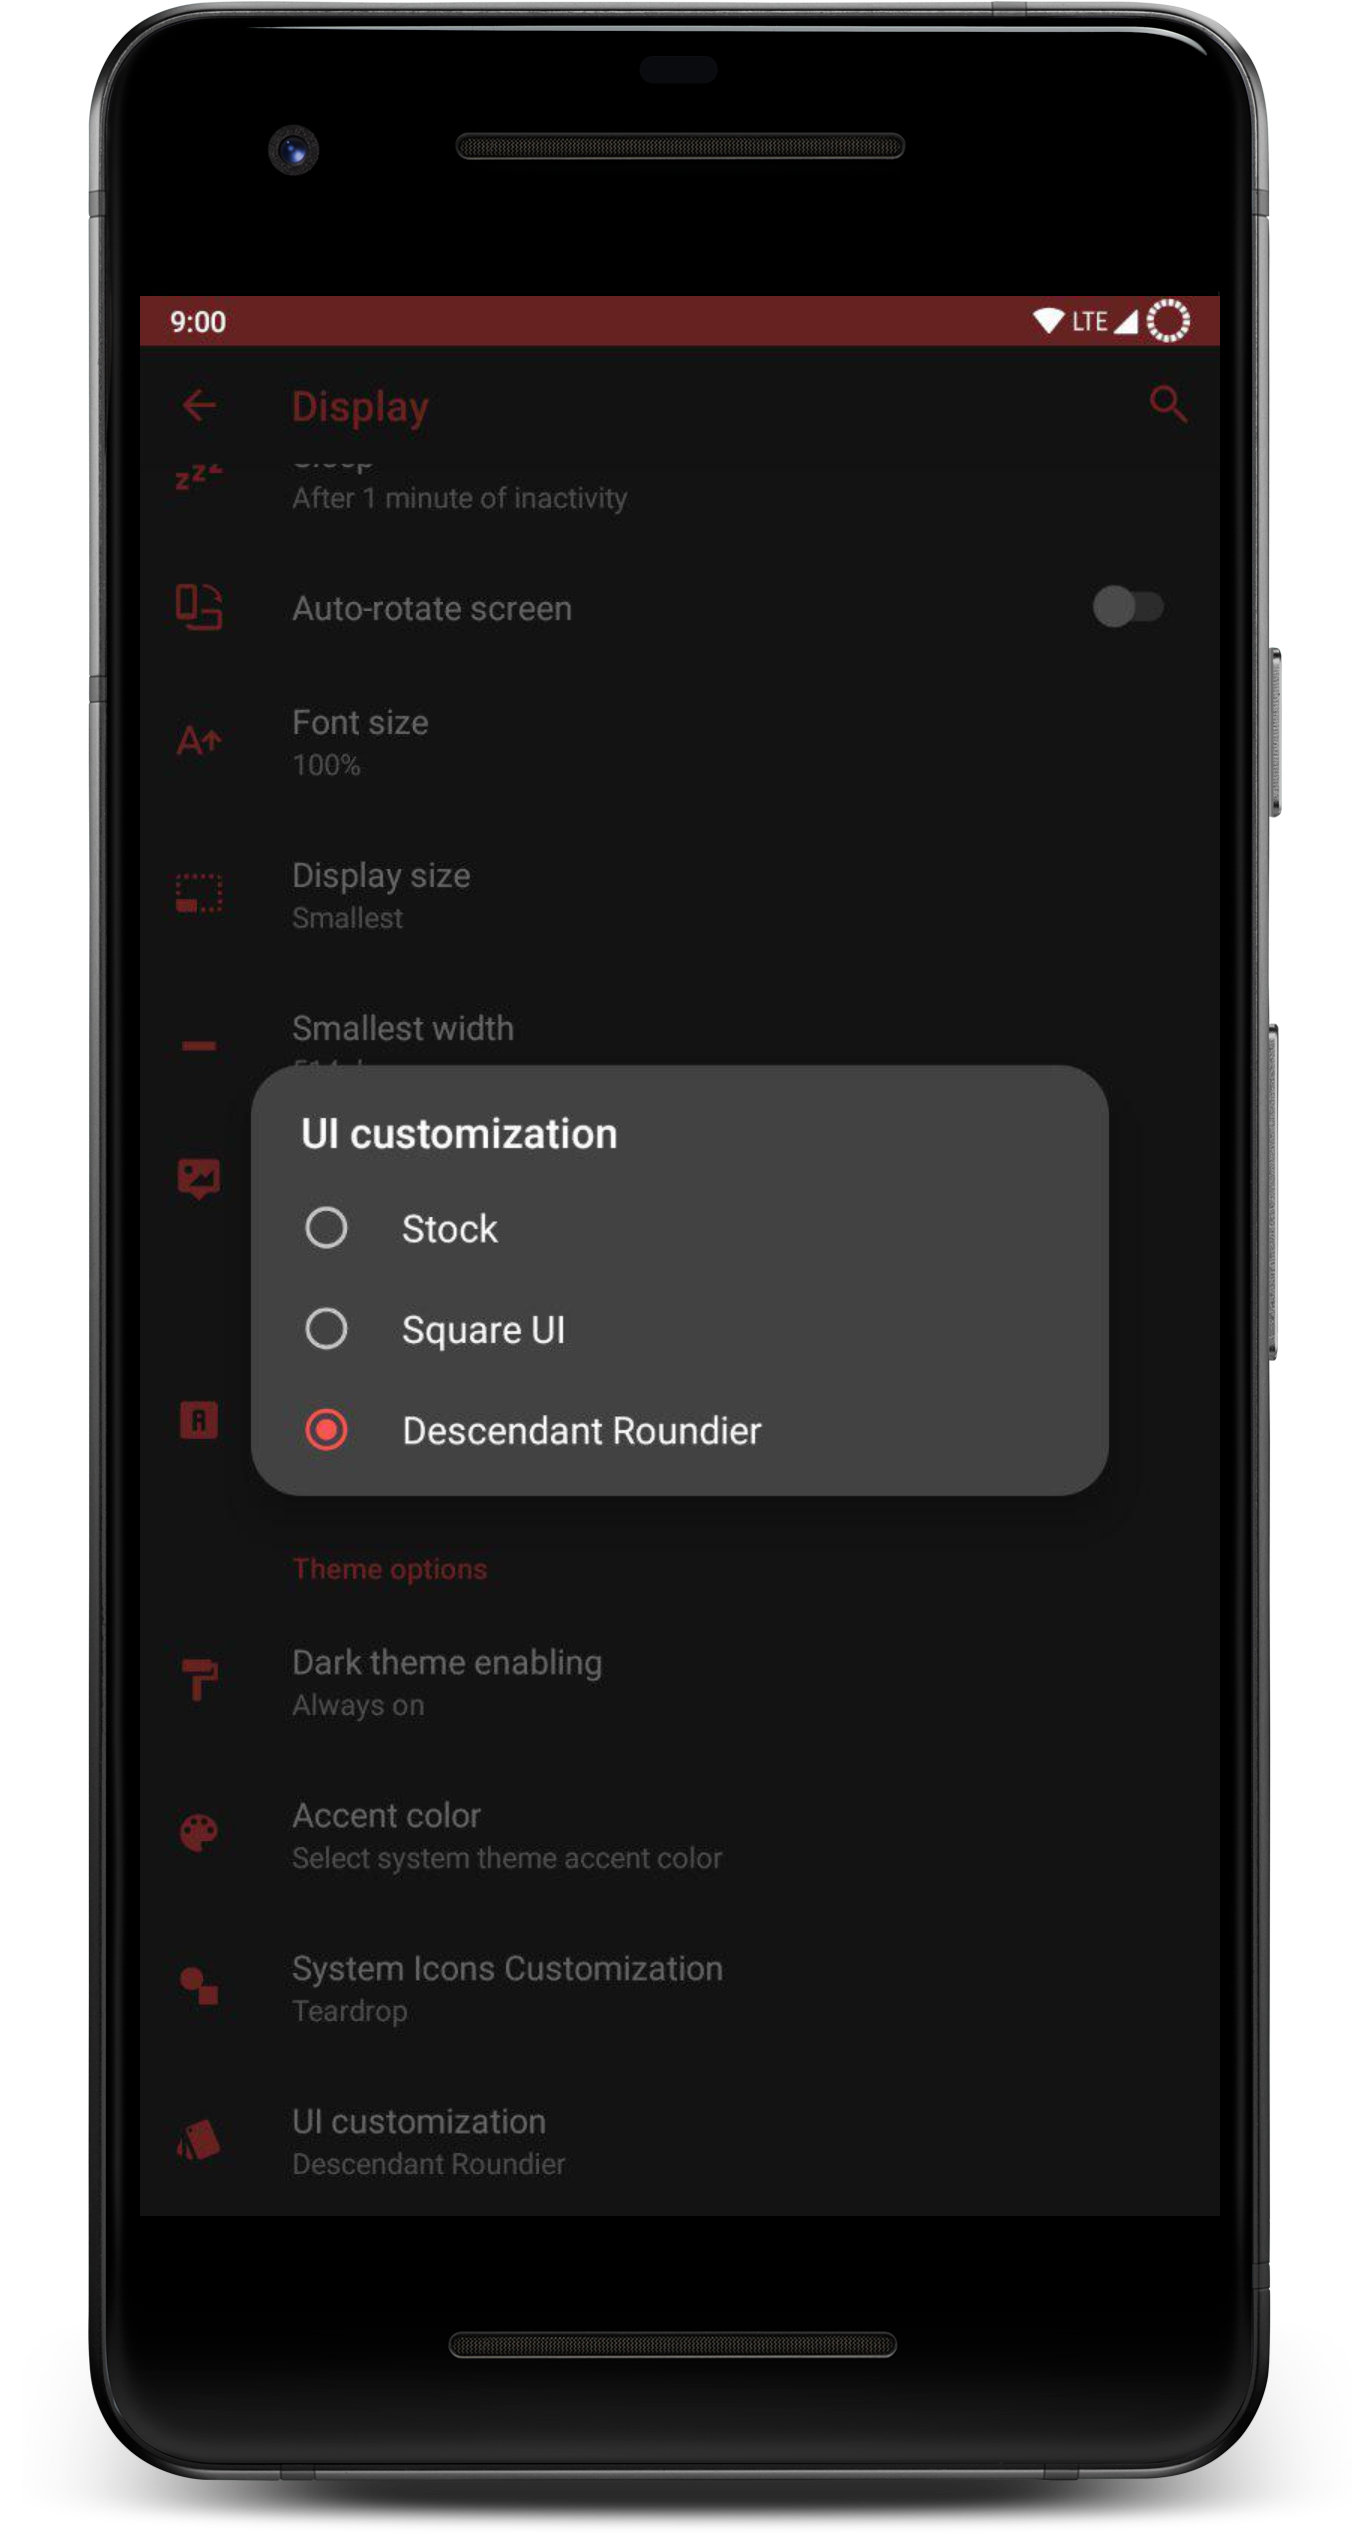 9:00 LTE
Display
zzz
After 1 minute of inactivity
Auto-rotate screen
A
Font size
100%
Display size
Smallest
Smallest width
UI customization
Stock
Square UI
A
Descendant Roundier
Theme options
Dark theme enabling
Always on
Accent color
Select system theme accent color
System Icons Customization
Teardrop
UI customization
Descendant Roundier